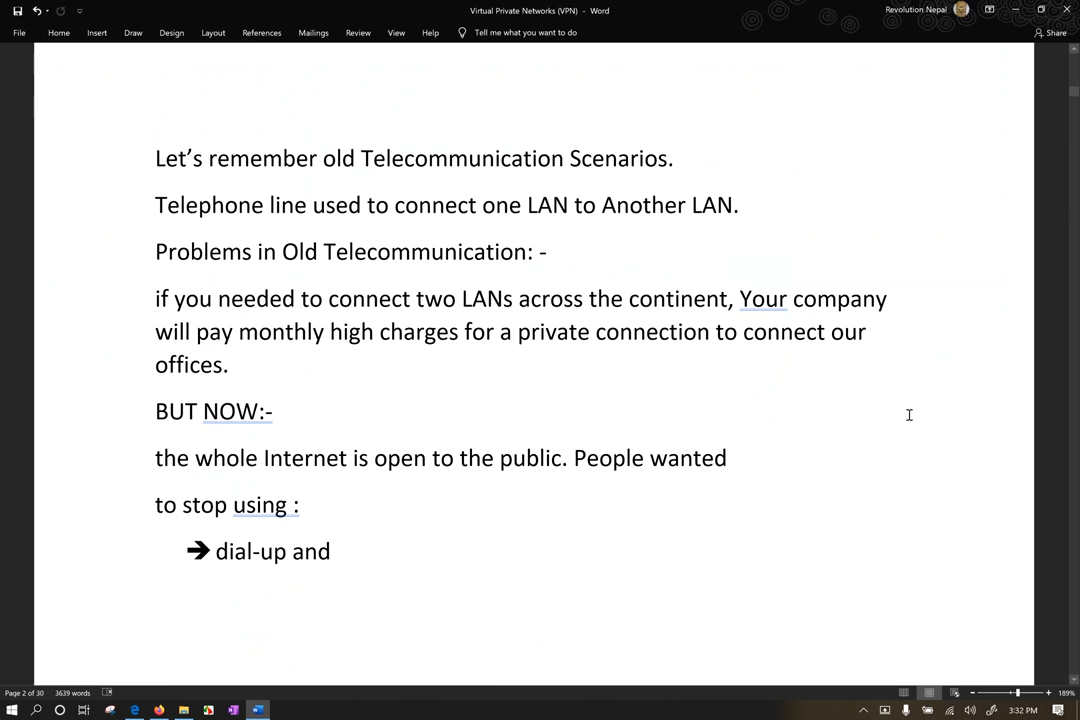 Virtual Private Networks (VPN) - Word
Revolution Nepal
File Home Insert Draw Design Layout References Mailings Review View Help Tell me what you want to do Share
Let's remember old Telecommunication Scenarios.
Telephone line used to connect one LAN to Another LAN.
Problems in Old Telecommunication: -
if you needed to connect two LANs across the continent, Your company
will pay monthly high charges for a private connection to connect our
offices.
BUT NOW:-
the whole Internet is open to the public. People wanted
to stop using :
➔ dial-up and
Page 2 of 30 3639 words 189%
3:32 PM